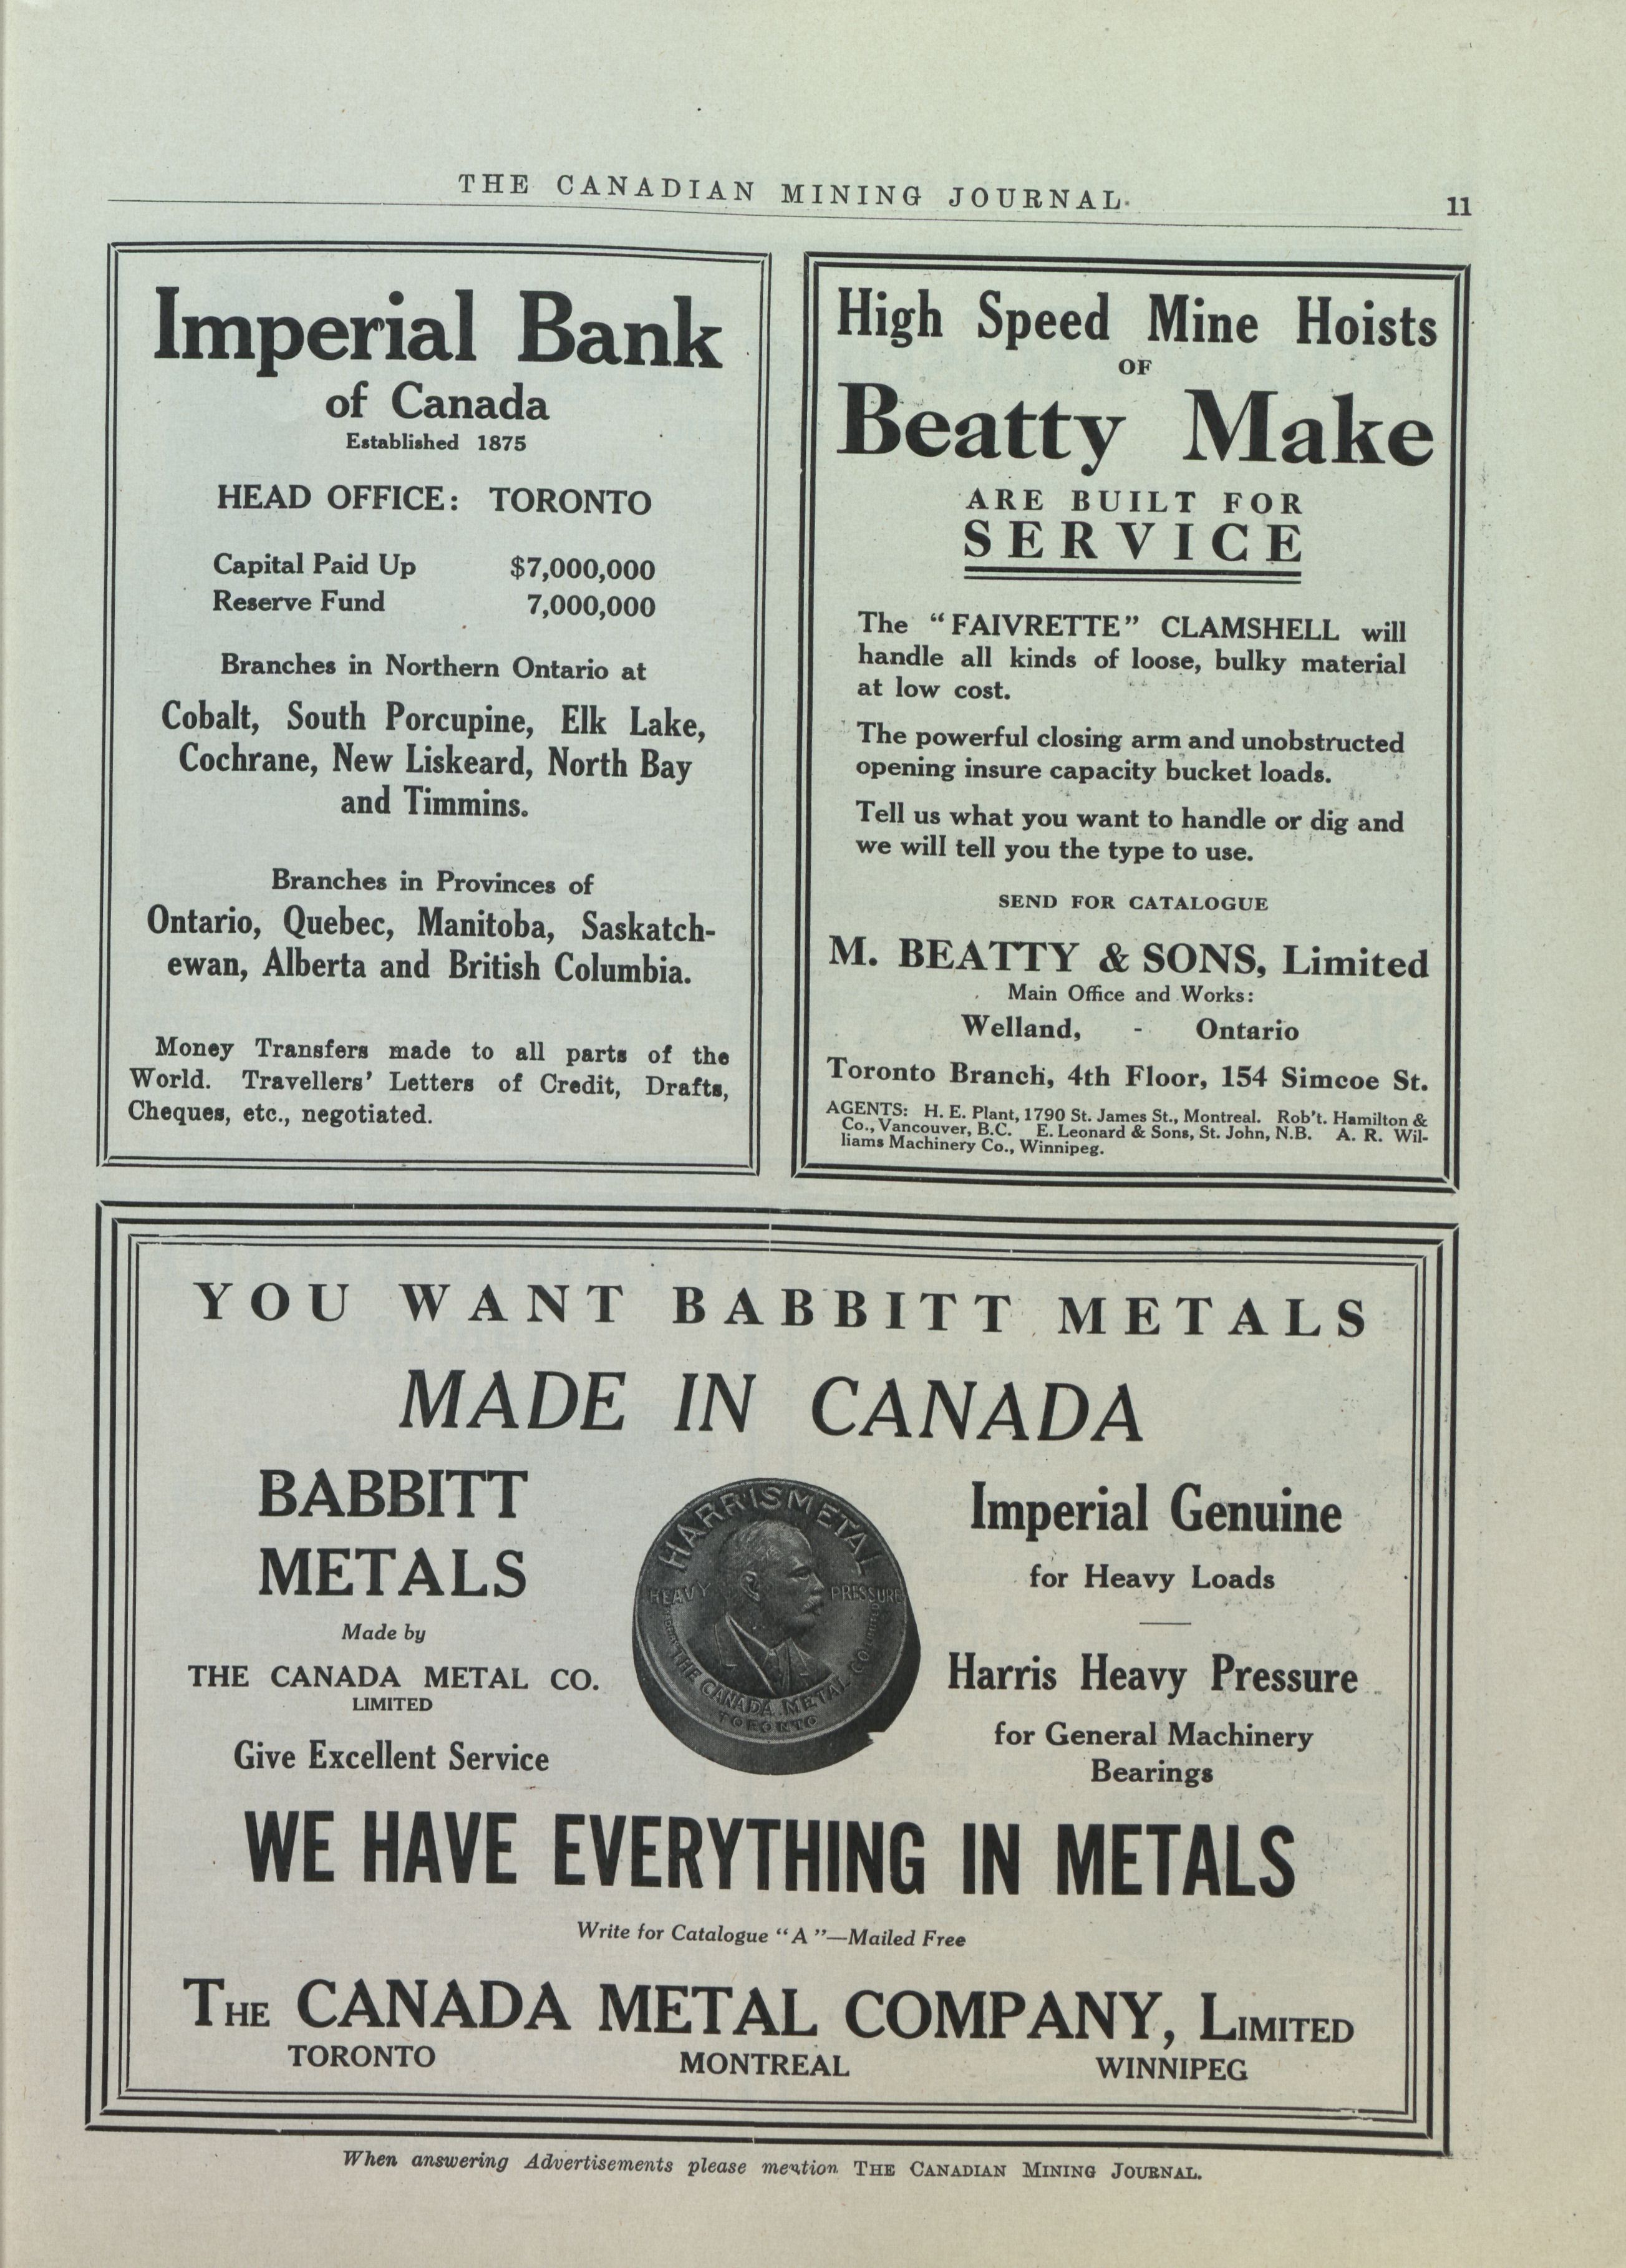 THE CANADIAN MINING JOURNAL.
11
Imperial Bank
of Canada
Established 1875
HEAD OFFICE: TORONTO
Capital Paid Up $7,000,000
Reserve Fund 7,000,000
Branches in Northern Ontario at
Cobalt, South Porcupine, Elk Lake,
Cochrane, New Liskeard, North Bay
and Timmins.
Branches in Provinces of
Ontario, Quebec, Manitoba, Saskatch-
ewan, Alberta and British Columbia.
Money Transfers made to all parts of the
World. Travellers' Letters of Credit, Drafts,
Cheques, etc., negotiated.
High Speed Mine Hoists
OF
Beatty Make
ARE BUILT FOR
SERVICE
The "FAIVRETTE" CLAMSHELL will
handle all kinds of loose, bulky material
at low cost.
The powerful closing arm and unobstructed
opening insure capacity bucket loads.
Tell us what you want to handle or dig and
we will tell you the type to use.
SEND FOR CATALOGUE
M. BEATTY & SONS, Limited
Main Office and Works:
Welland, - Ontario
Toronto Branch, 4th Floor, 154 Simcoe St.
AGENTS: H. E. Plant, 1790 St. James St., Montreal. Rob't. Hamilton &
Co., Vancouver, B.C. E. Leonard & Sons, St. John, N.B. A. R. Wil-
liams Machinery Co., Winnipeg.
YOU WANT BABBITT METALS
MADE IN CANADA
BABBITT
METALS
Made by
THE CANADA METAL CO.
LIMITED
Give Excellent Service
HARRIS METAL
HEAVY PRESSURE
THE CANADA METAL CO
TORONTO
Imperial Genuine
for Heavy Loads
Harris Heavy Pressure
for General Machinery
Bearings
WE HAVE EVERYTHING IN METALS
Write for Catalogue "A"—Mailed Free
THE CANADA METAL COMPANY, LIMITED
TORONTO MONTREAL WINNIPEG
When answering Advertisements please mention THE CANADIAN MINING JOURNAL.